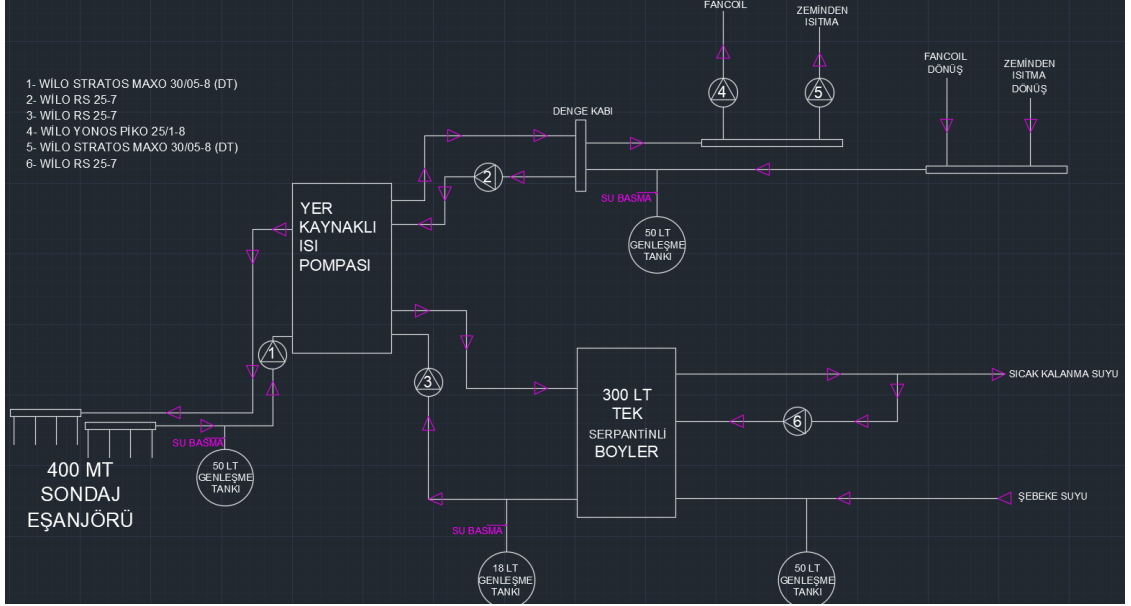 FANCOIL
ZEMİNDEN
ISITMA
FANCOIL
DÖNÜŞ
ZEMİNDEN
ISITMA
DÖNÜŞ
1- WİLO STRATOS MAXO 30/05-8 (DT)
2- WİLO RS 25-7
3- WİLO RS 25-7
4- WİLO YONOS PİKO 25/1-8
5- WİLO STRATOS MAXO 30/05-8 (DT)
6- WİLO RS 25-7
4
5
DENGE KABI
2
SU BASMA
50 LT
GENLEŞME
TANKI
YER
KAYNAKLI
ISI
POMPASI
1
3
SU BASMA
50 LT
GENLEŞME
TANKI
400 MT
SONDAJ
EŞANJÖRÜ
300 LT
TEK
SERPANTİNLİ
BOYLER
SICAK KALANMA SUYU
6
ŞEBEKE SUYU
SU BASMA
18 LT
GENLEŞME
TANKI
50 LT
GENLEŞME
TANKI